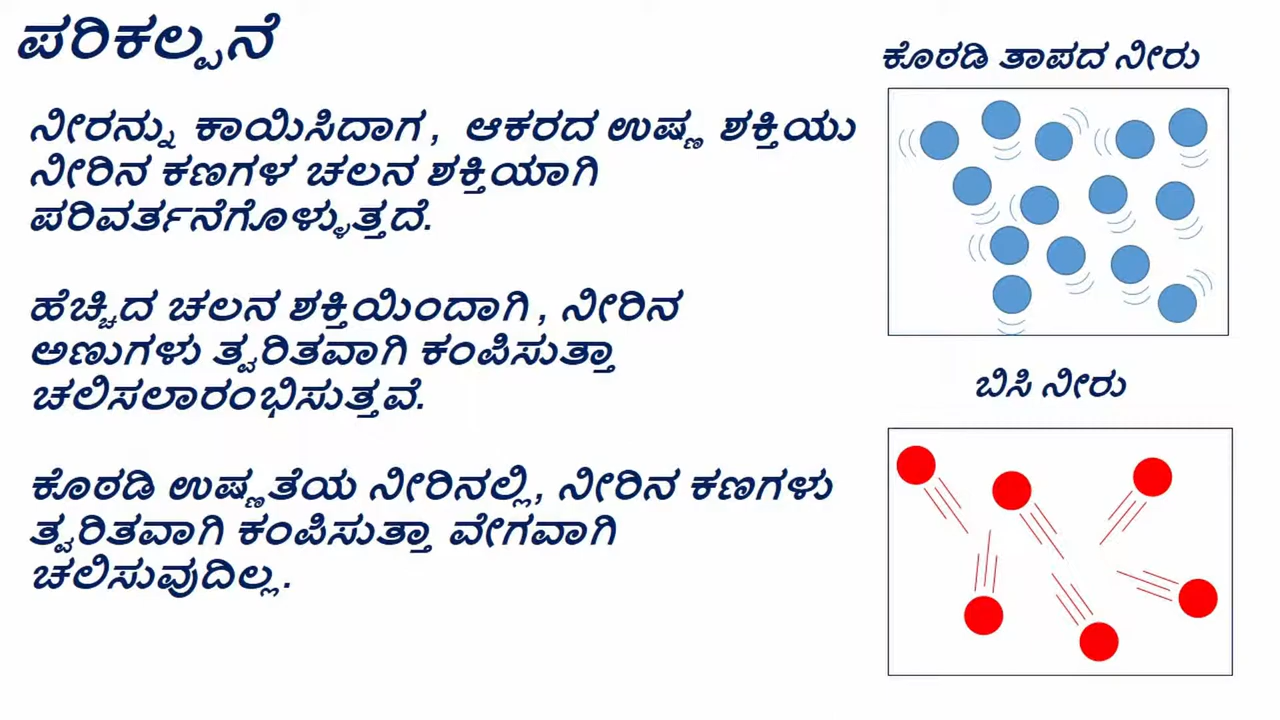 ಪರಿಕಲ್ಪನೆ
ನೀರನ್ನು ಕಾಯಿಸಿದಾಗ , ಆಕರದ ಉಷ್ಣ ಶಕ್ತಿಯು
ನೀರಿನ ಕಣಗಳ ಚಲನ ಶಕ್ತಿಯಾಗಿ
ಪರಿವರ್ತನೆಗೊಳ್ಳುತ್ತದೆ.
ಹೆಚ್ಚಿದ ಚಲನ ಶಕ್ತಿಯಿಂದಾಗಿ , ನೀರಿನ
ಅಣುಗಳು ತ್ವರಿತವಾಗಿ ಕಂಪಿಸುತ್ತಾ
ಚಲಿಸಲಾರಂಭಿಸುತ್ತವೆ.
ಕೊಠಡಿ ಉಷ್ಣತೆಯ ನೀರಿನಲ್ಲಿ , ನೀರಿನ ಕಣಗಳು
ತ್ವರಿತವಾಗಿ ಕಂಪಿಸುತ್ತಾ ವೇಗವಾಗಿ
ಚಲಿಸುವುದಿಲ್ಲ .
ಕೊಠಡಿ ತಾಪದ ನೀರು
ಬಿಸಿ ನೀರು